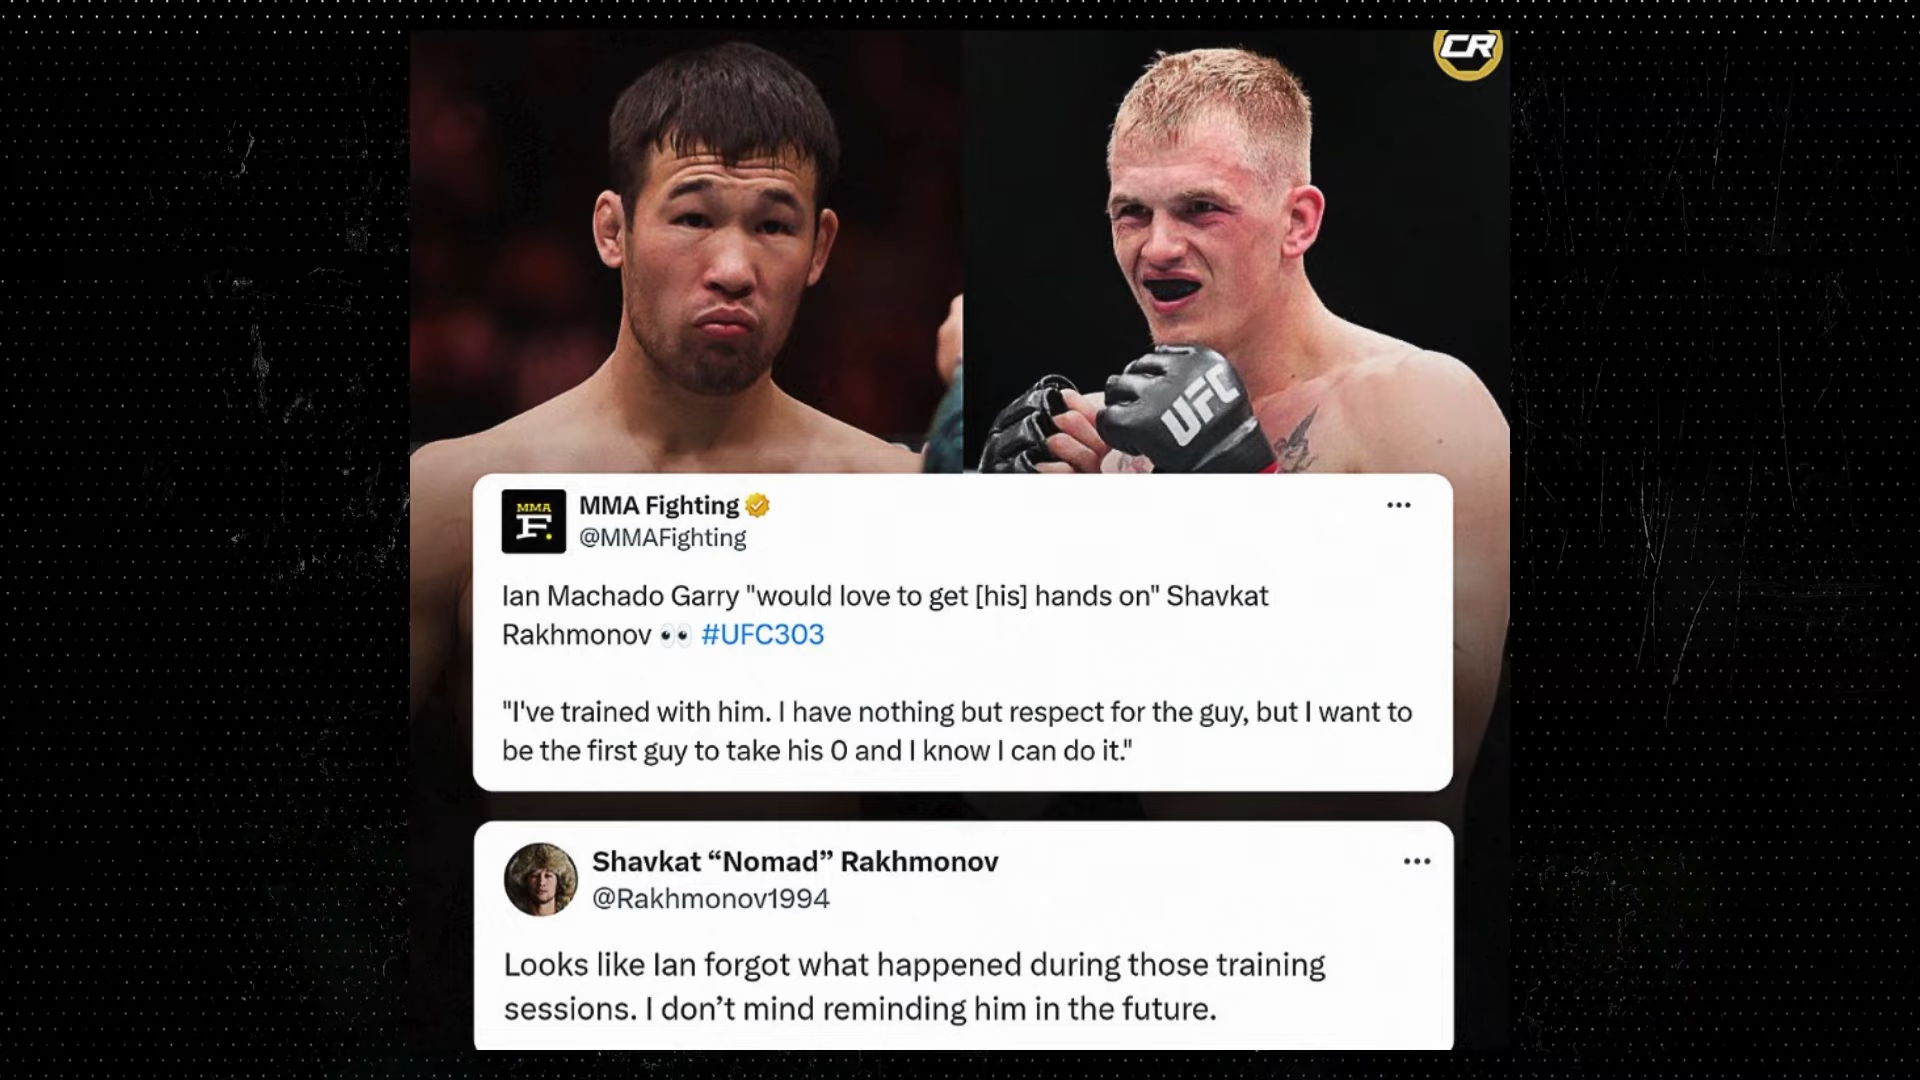 CR
UFC
MMA
F.
MMA Fighting
@MMAFighting
Ian Machado Garry "would love to get [his] hands on" Shavkat
Rakhmonov 👀 #UFC303
"I've trained with him. I have nothing but respect for the guy, but I want to
be the first guy to take his 0 and I know I can do it."
Shavkat “Nomad” Rakhmonov
@Rakhmonov1994
Looks like Ian forgot what happened during those training
sessions. I don’t mind reminding him in the future.